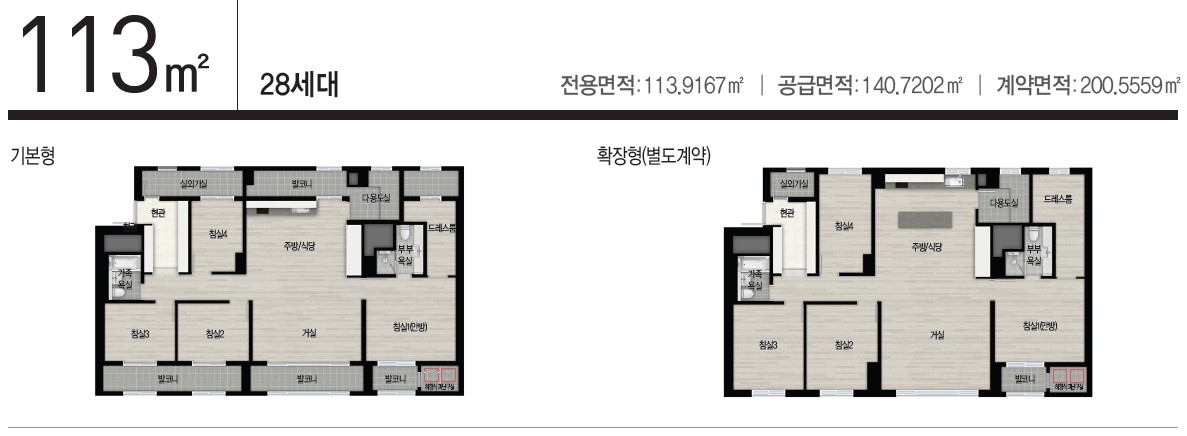 113m²
28세대
전용면적:113.9167㎡ | 공급면적:140.7202㎡ | 계약면적:200.5559㎡
기본형
실외기실
발코니
다용도실
현관
침실4
드레스룸
주방/식당
부부
욕실
가족
욕실
침실3
침실2
거실
침실1(안방)
발코니
발코니
발코니
확장형(별도계약)
실외기실
현관
다용도실
드레스룸
침실4
주방/식당
부부
욕실
가족
욕실
침실3
침실2
거실
침실1(안방)
발코니